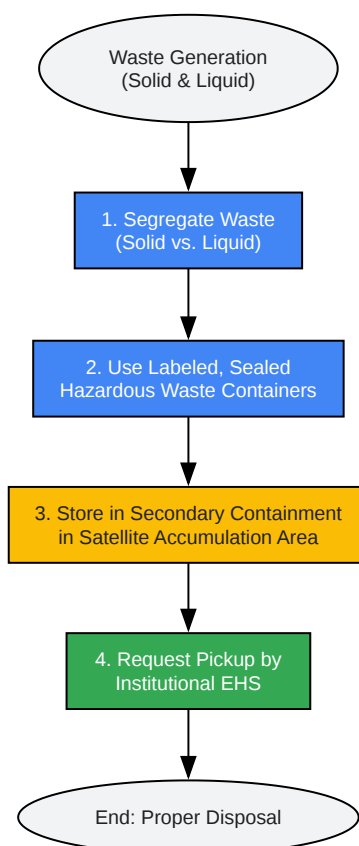 Waste Generation
(Solid & Liquid)
1. Segregate Waste
(Solid vs. Liquid)
2. Use Labeled, Sealed
Hazardous Waste Containers
3. Store in Secondary Containment
in Satellite Accumulation Area
4. Request Pickup by
Institutional EHS
End: Proper Disposal